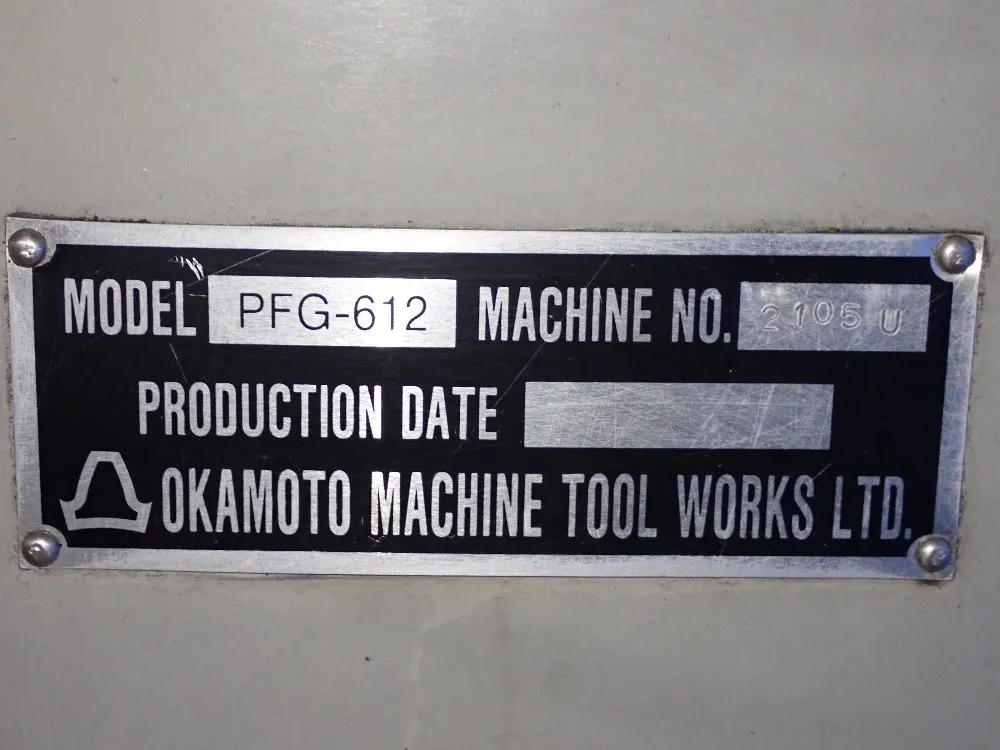 MODEL PFG-612 MACHINE NO. 2105 U
PRODUCTION DATE
OKAMOTO MACHINE TOOL WORKS LTD.